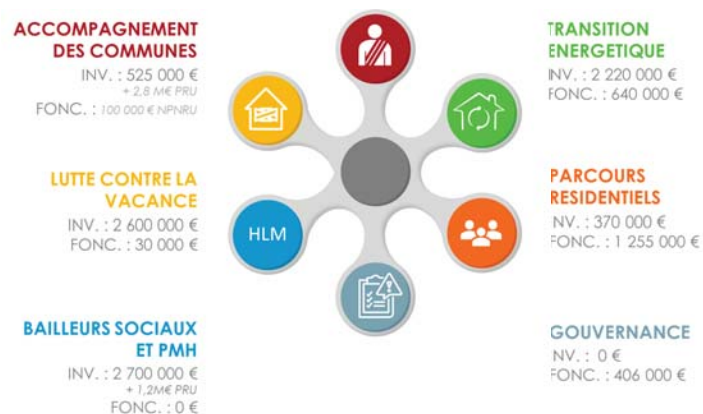 ACCOMPAGNEMENT
DES COMMUNES
INV. : 525 000 €
+ 2,8 M€ PRU
FONC. : 100 000 € NPNRU
LUTTE CONTRE LA
VACANCE
INV. : 2 600 000 €
FONC. : 30 000 €
BAILLEURS SOCIAUX
ET PMH
INV. : 2 700 000 €
+ 1,2M€ PRU
FONC. : 0 €
HLM
TRANSITION
ENERGETIQUE
INV. : 2 220 000 €
FONC. : 640 000 €
PARCOURS
RESIDENTIELS
INV. : 370 000 €
FONC. : 1 255 000 €
GOUVERNANCE
INV. : 0 €
FONC. : 406 000 €